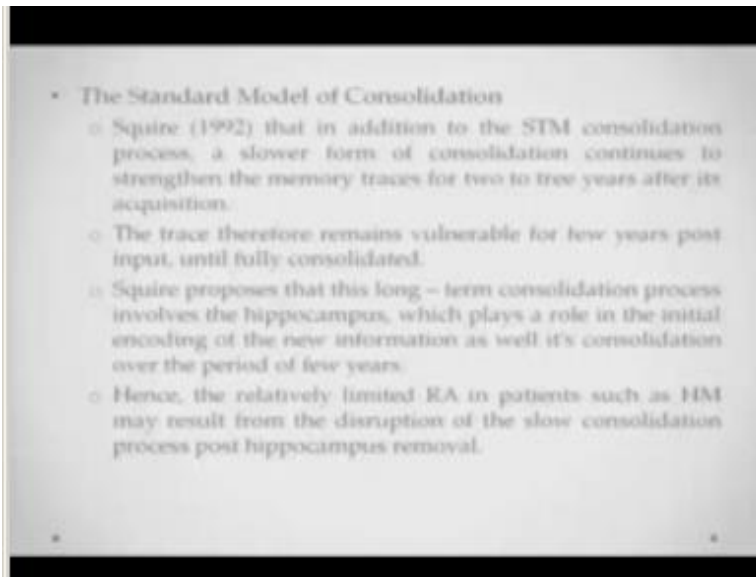 • The Standard Model of Consolidation
o Squire (1992) that in addition to the STM consolidation
process, a slower form of consolidation continues to
strengthen the memory traces for two to tree years after its
acquisition.
o The trace therefore remains vulnerable for few years post
input, until fully consolidated.
o Squire proposes that this long – term consolidation process
involves the hippocampus, which plays a role in the initial
encoding of the new information as well it's consolidation
over the period of few years.
o Hence, the relatively limited RA in patients such as HM
may result from the disruption of the slow consolidation
process post hippocampus removal.